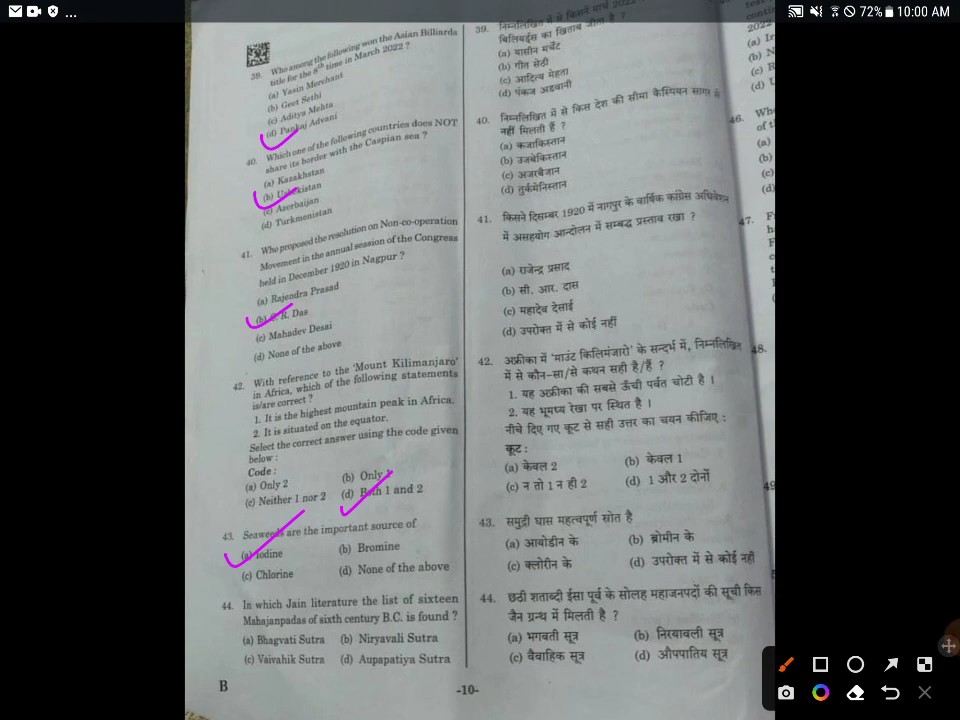 ...
72% 10:00 AM
39. Who among the following won the Asian Billiards
title for the 8th time in March 2022 ?
(a) Yasin Merchant
(b) Geet Sethi
(c) Aditya Mehta
(d) Pankaj Advani
40. Which one of the following countries does NOT
share its border with the Caspian sea ?
(a) Kazakhstan
(b) Uzbekistan
(c) Azerbaijan
(d) Turkmenistan
41. Who proposed the resolution on Non-co-operation
Movement in the annual session of the Congress
held in December 1920 in Nagpur ?
(a) Rajendra Prasad
(b) C. R. Das
(c) Mahadev Desai
(d) None of the above
42. With reference to the 'Mount Kilimanjaro'
in Africa, which of the following statements
is/are correct ?
1. It is the highest mountain peak in Africa.
2. It is situated on the equator.
Select the correct answer using the code given
below :
Code :
(a) Only 2 (b) Only 1
(c) Neither 1 nor 2 (d) Both 1 and 2
43. Seaweeds are the important source of
(a) Iodine (b) Bromine
(c) Chlorine (d) None of the above
44. In which Jain literature the list of sixteen
Mahajanpadas of sixth century B.C. is found ?
(a) Bhagvati Sutra (b) Niryavali Sutra
(c) Vaivahik Sutra (d) Aupapatiya Sutra
B
-10-
39. निम्नलिखित में से किसने मार्च 2022
बिलियर्ड्स का खिताब जीता है ?
(a) यासीन मर्चेंट
(b) गीत सेठी
(c) आदित्य मेहता
(d) पंकज अडवानी
40. निम्नलिखित में से किस देश की सीमा कैस्पियन सागर से
नहीं मिलती हैं ?
(a) कजाकिस्तान
(b) उजबेकिस्तान
(c) अजरबैजान
(d) तुर्कमेनिस्तान
41. किसने दिसम्बर 1920 में नागपुर के वार्षिक कांग्रेस अधिवेशन
में असहयोग आन्दोलन में सम्बद्ध प्रस्ताव रखा ?
(a) राजेन्द्र प्रसाद
(b) सी. आर. दास
(c) महादेव देसाई
(d) उपरोक्त में से कोई नहीं
42. अफ्रीका में 'माउंट किलिमंजारो' के सन्दर्भ में, निम्नलिखित
में से कौन-सा/से कथन सही है/हैं ?
1. यह अफ्रीका की सबसे ऊँची पर्वत चोटी है ।
2. यह भूमध्य रेखा पर स्थित है ।
नीचे दिए गए कूट से सही उत्तर का चयन कीजिए :
कूट :
(a) केवल 2 (b) केवल 1
(c) न तो 1 न ही 2 (d) 1 और 2 दोनों
43. समुद्री घास महत्वपूर्ण स्रोत है
(a) आयोडीन के (b) ब्रोमीन के
(c) क्लोरीन के (d) उपरोक्त में से कोई नहीं
44. छठी शताब्दी ईसा पूर्व के सोलह महाजनपदों की सूची किस
जैन ग्रन्थ में मिलती है ?
(a) भगवती सूत्र (b) निरयावली सूत्र
(c) वैवाहिक सूत्र (d) औपपातिय सूत्र
2022
(a) In
(b) N
(c) R
(d)
46. Wh
of th
(a)
(b)
(c)
(d)
47. F
48.
49